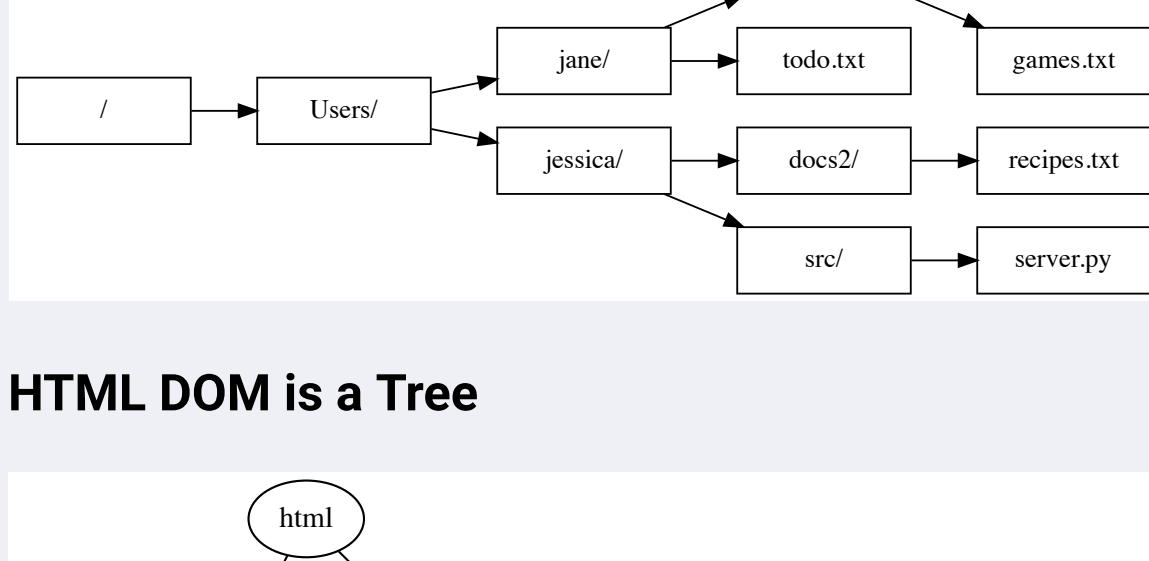 jane/
todo.txt
games.txt
/
Users/
jessica/
docs2/
recipes.txt
src/
server.py
HTML DOM is a Tree
html